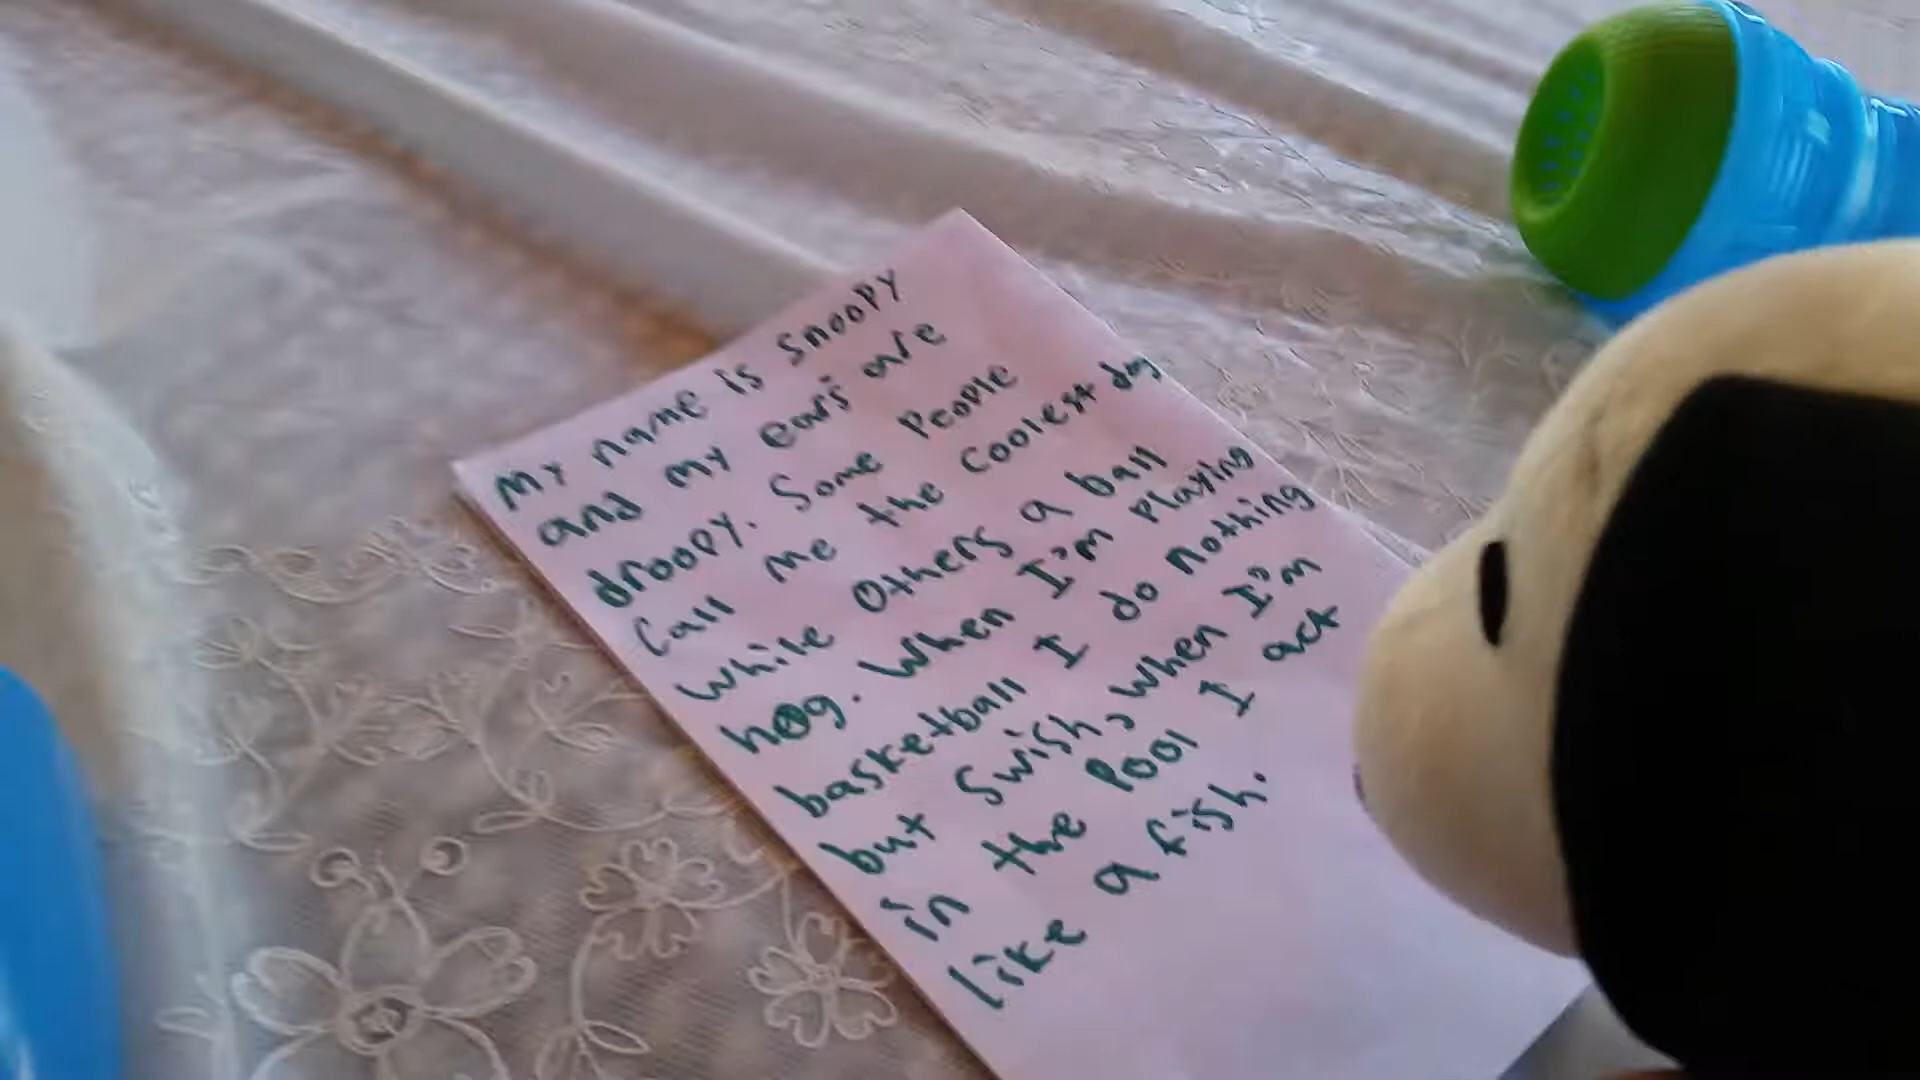 My name is Snoopy
and my ears are
droopy. Some People
Call me the Coolest dog
while Others a ball
hog. When I'm Playing
basketball I do nothing
but Swish, when I'm
in the Pool I act
like a fish.